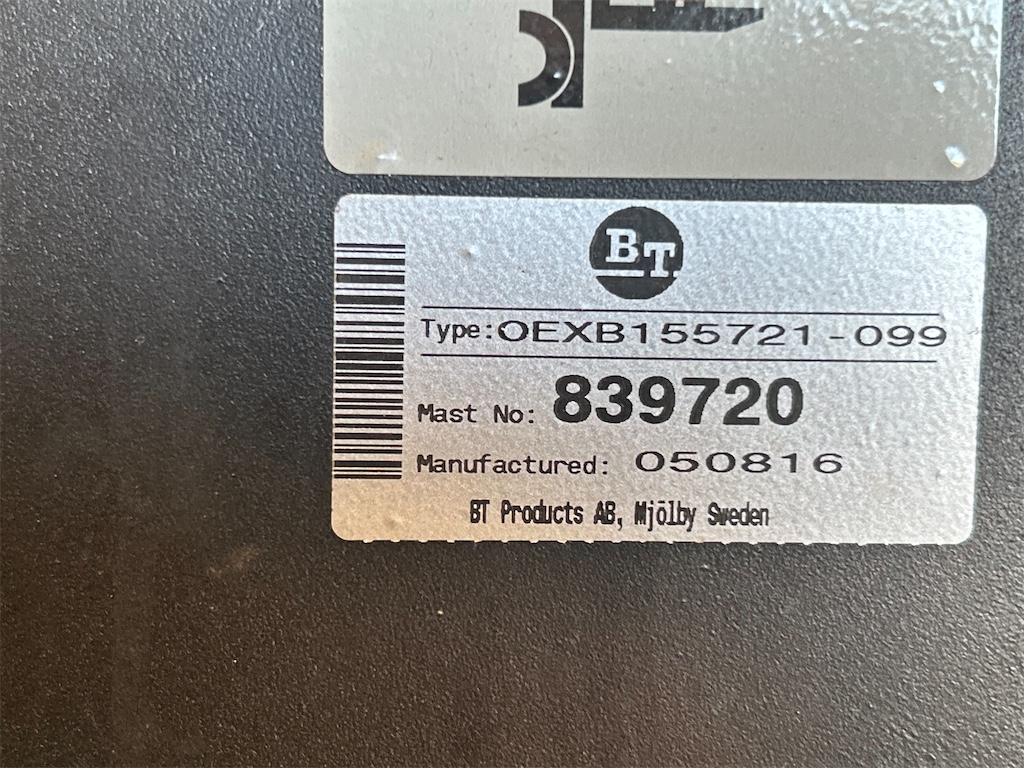 BT
Type:OEXB155721-099
Mast No: 839720
Manufactured: 050816
BT Products AB, Mjölby Sweden